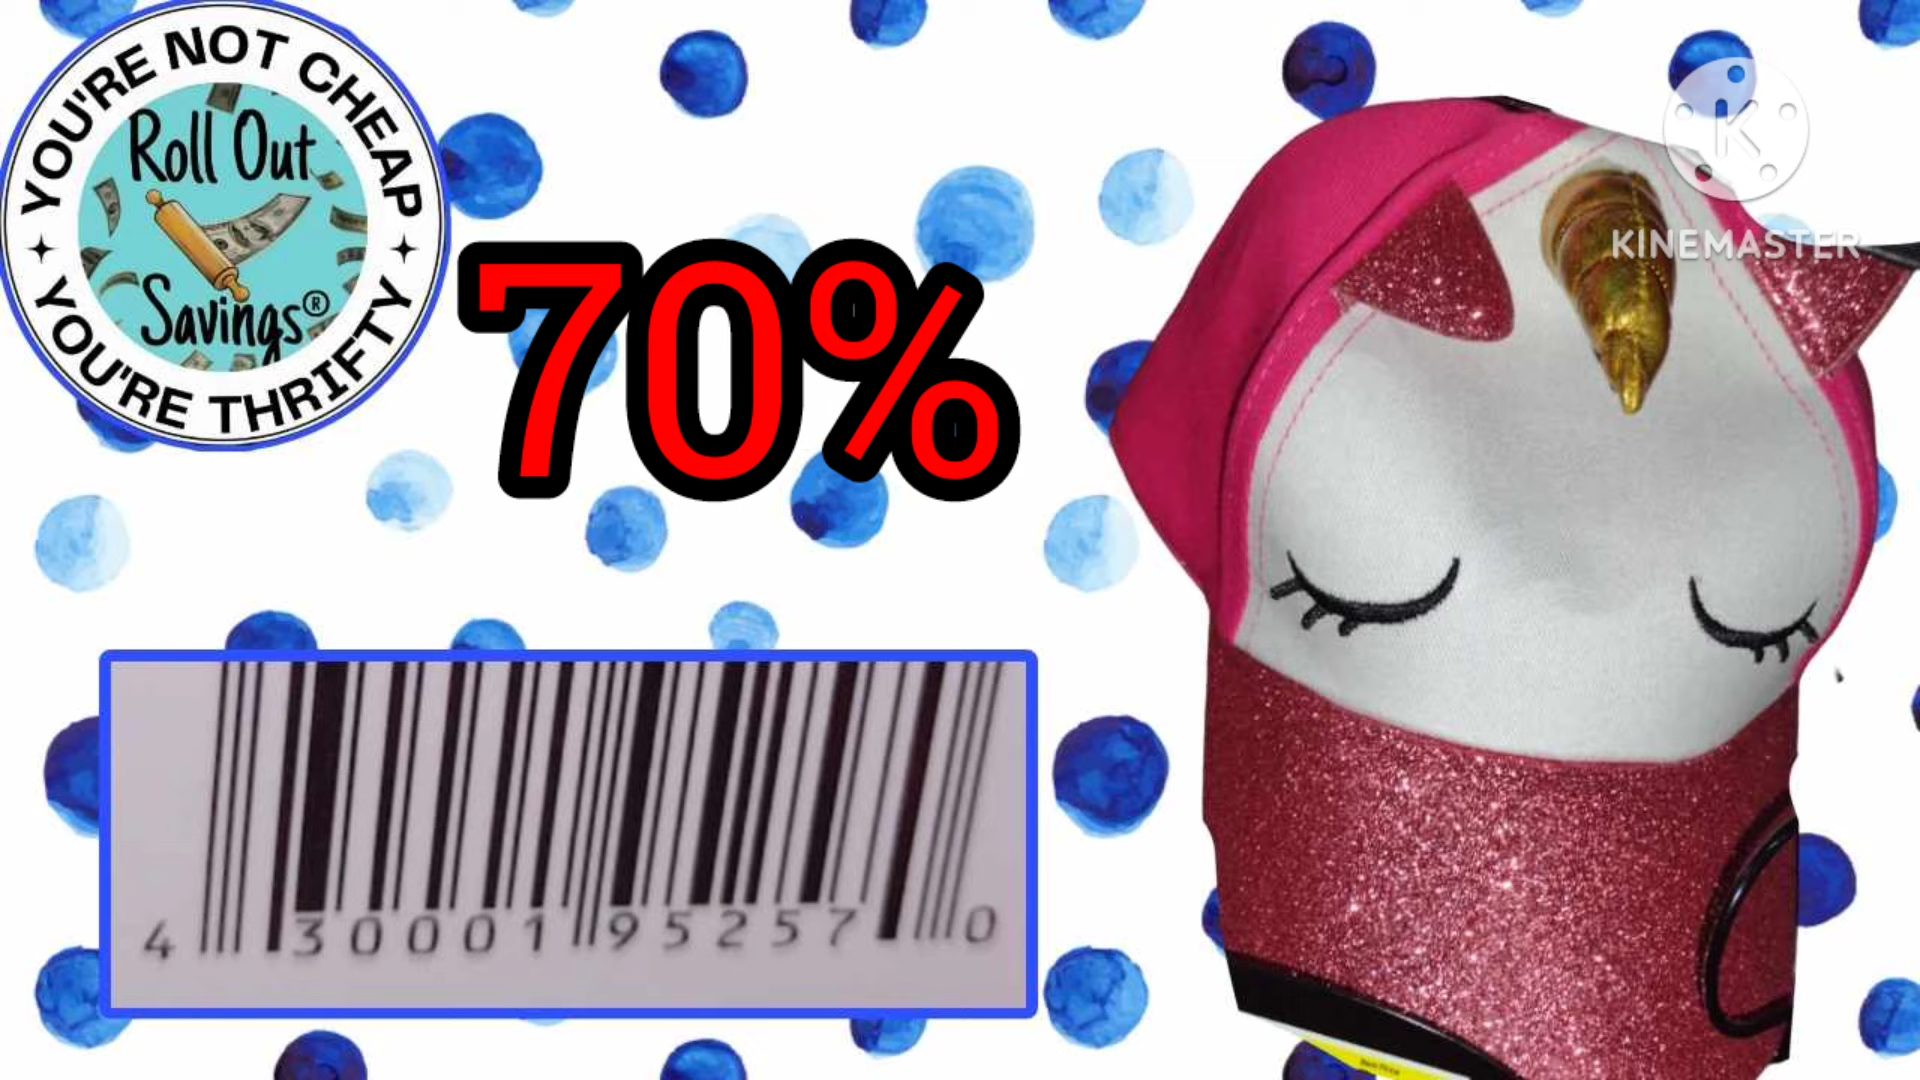 YOU'RE NOT CHEAP
Roll Out
Savings®
YOU'RE THRIFTY
70%
KINEMASTER
4 30001 95257 0